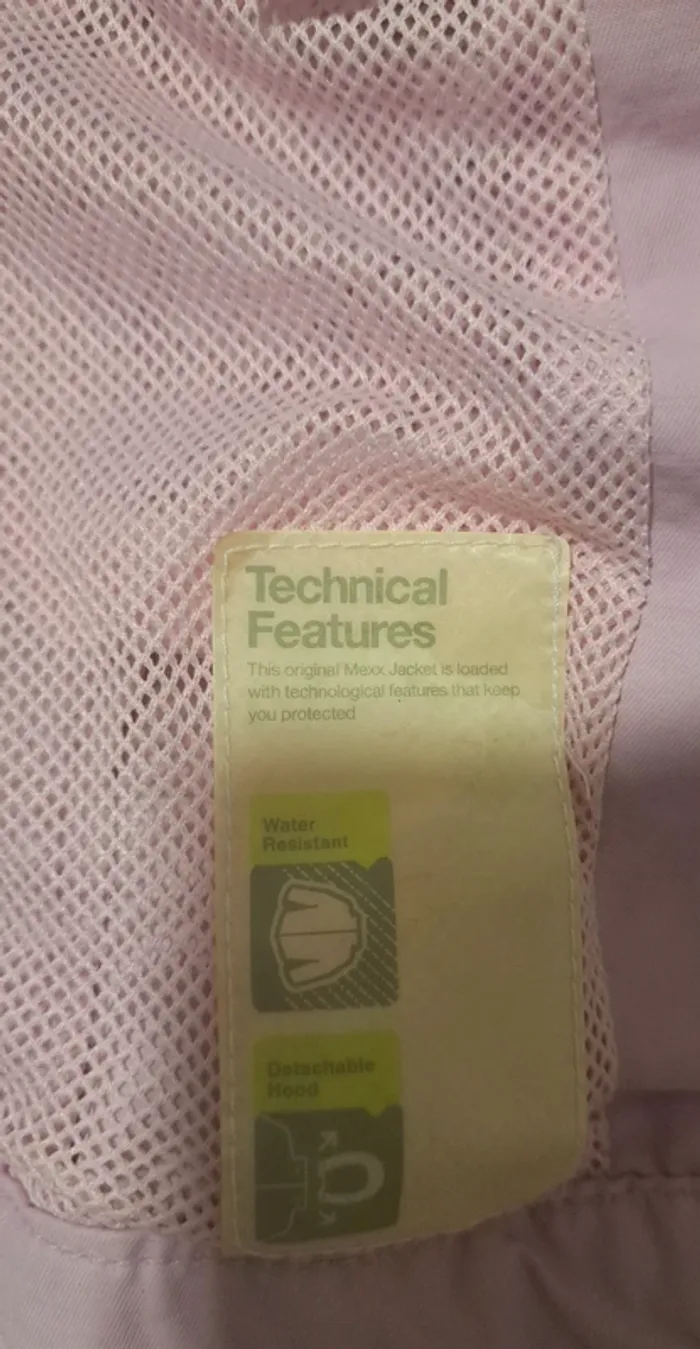 Technical
Features
This original Mexx Jacket is loaded
with technological features that keep
you protected
Water
Resistant
Detachable
Hood